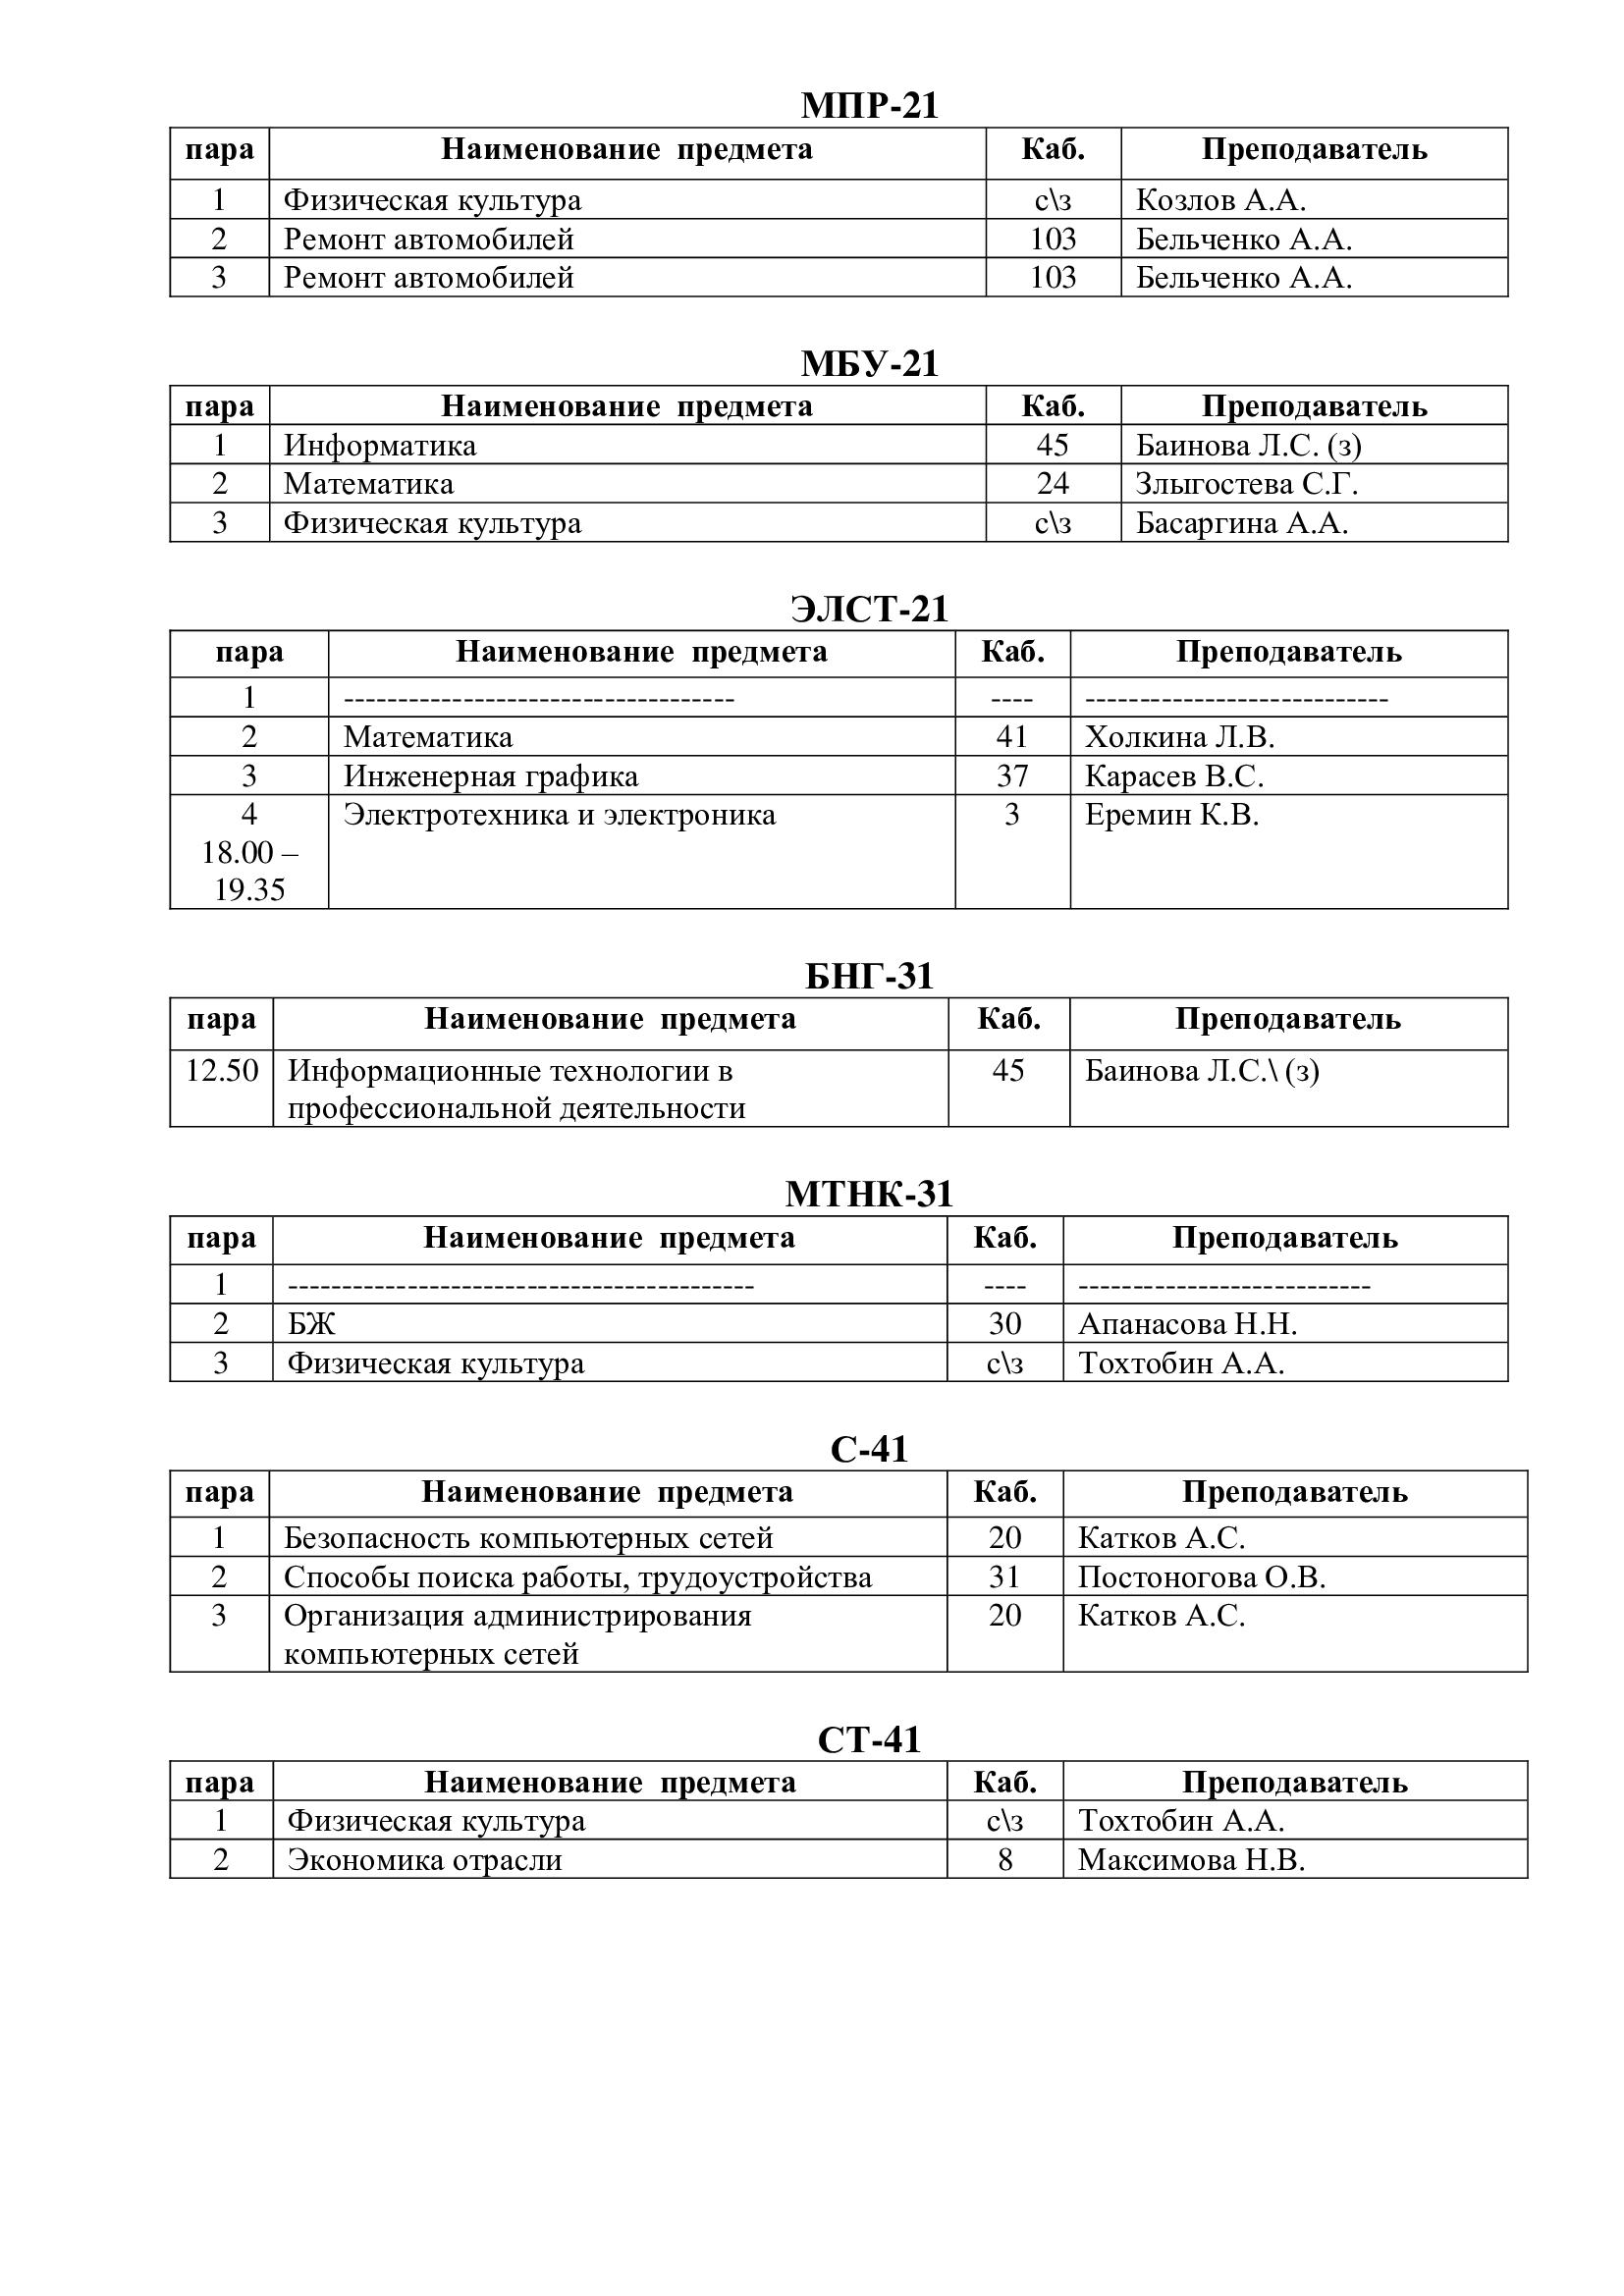 МПР-21
пара Наименование предмета Каб. Преподаватель
1 Физическая культура с\з Козлов А.А.
2 Ремонт автомобилей 103 Бельченко А.А.
3 Ремонт автомобилей 103 Бельченко А.А.
МБУ-21
пара Наименование предмета Каб. Преподаватель
1 Информатика 45 Баинова Л.С. (з)
2 Математика 24 Злыгостева С.Г.
3 Физическая культура с\з Басаргина А.А.
ЭЛСТ-21
пара Наименование предмета Каб. Преподаватель
1 ------------------------------------ ---- ----------------------------
2 Математика 41 Холкина Л.В.
3 Инженерная графика 37 Карасев В.С.
4 Электротехника и электроника 3 Еремин К.В.
18.00 –
19.35
БНГ-31
пара Наименование предмета Каб. Преподаватель
12.50 Информационные технологии в 45 Баинова Л.С.\ (з)
профессиональной деятельности
МТНК-31
пара Наименование предмета Каб. Преподаватель
1 ------------------------------------------- ---- ---------------------------
2 БЖ 30 Апанасова Н.Н.
3 Физическая культура с\з Тохтобин А.А.
С-41
пара Наименование предмета Каб. Преподаватель
1 Безопасность компьютерных сетей 20 Катков А.С.
2 Способы поиска работы, трудоустройства 31 Постоногова О.В.
3 Организация администрирования 20 Катков А.С.
компьютерных сетей
СТ-41
пара Наименование предмета Каб. Преподаватель
1 Физическая культура с\з Тохтобин А.А.
2 Экономика отрасли 8 Максимова Н.В.